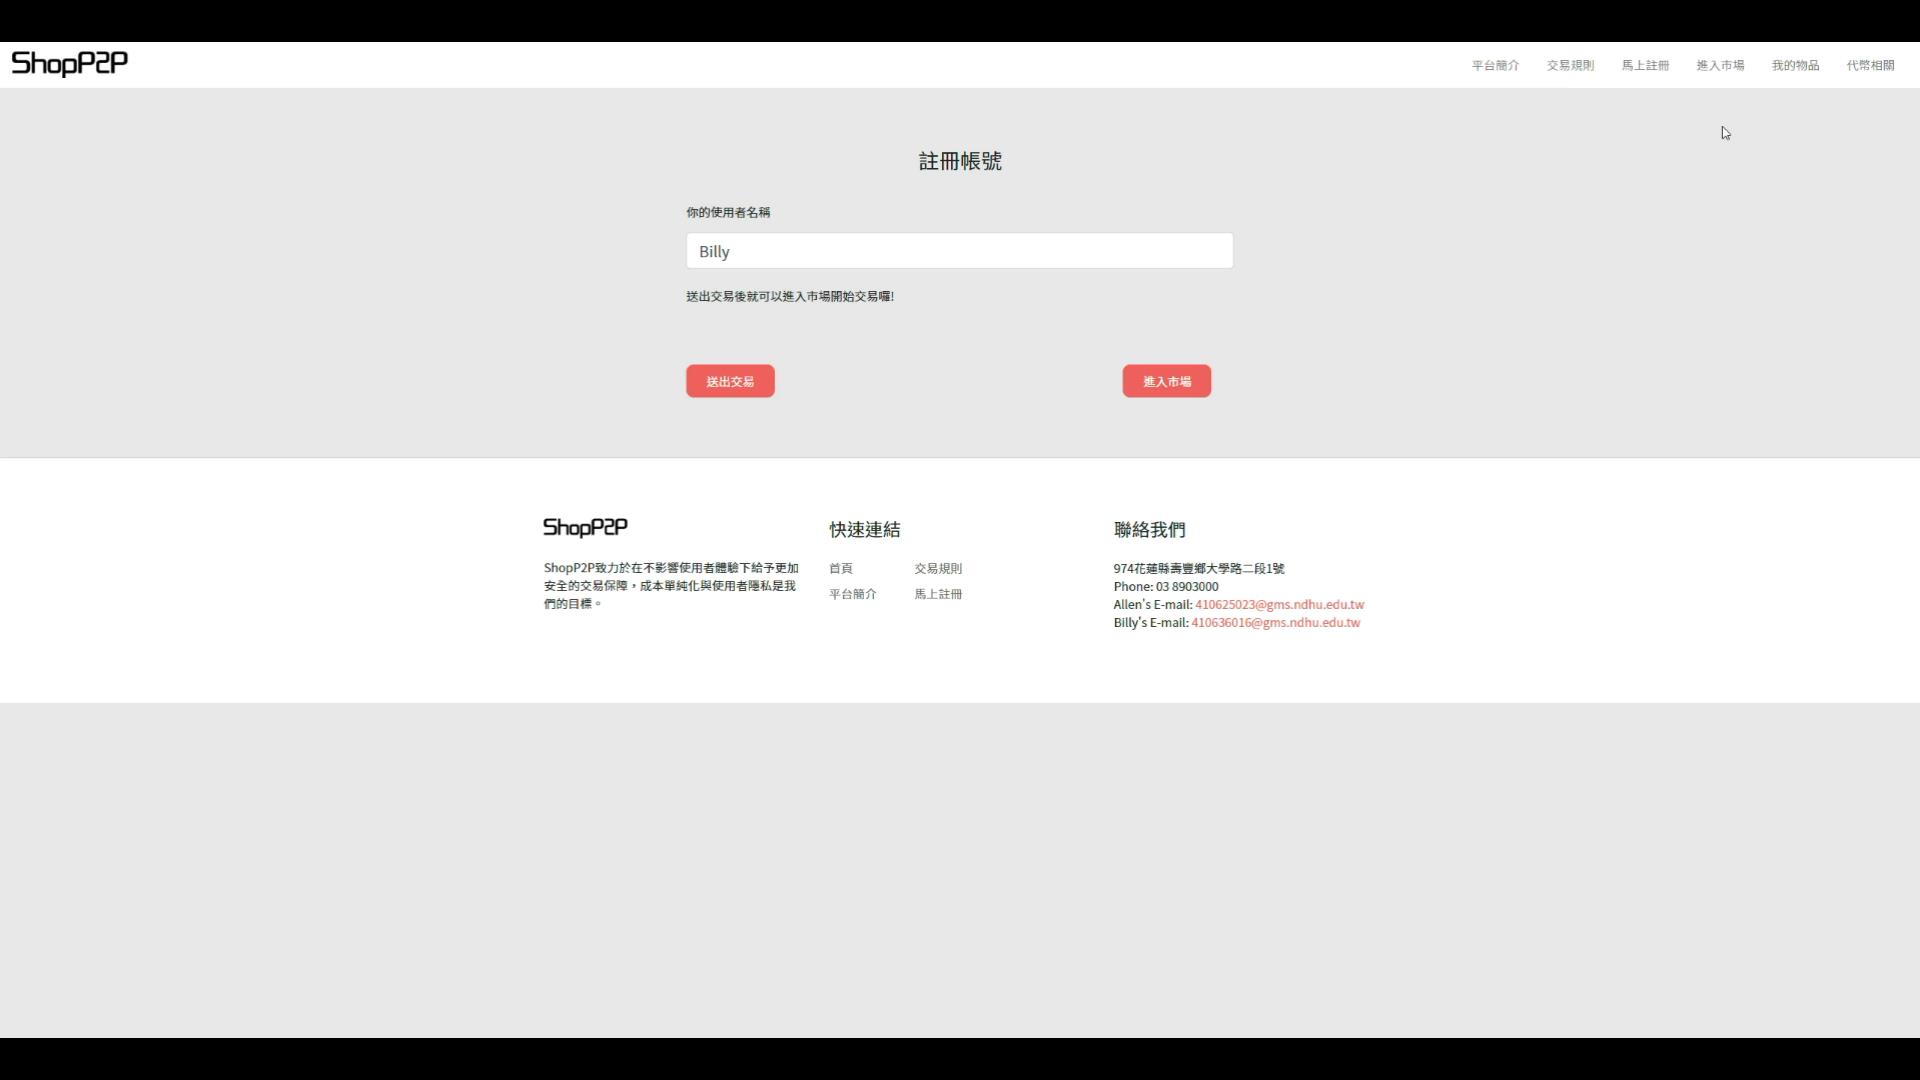 ShopP2P
平台簡介 交易規則 馬上註冊 進入市場 我的物品 代幣相關
註冊帳號
你的使用者名稱
Billy
送出交易後就可以進入市場開始交易囉!
送出交易 進入市場
ShopP2P
ShopP2P致力於在不影響使用者體驗下給予更加
安全的交易保障，成本單純化與使用者隱私是我
們的目標。
快速連結
首頁 交易規則
平台簡介 馬上註冊
聯絡我們
974花蓮縣壽豐鄉大學路二段1號
Phone: 03 8903000
Allen's E-mail: 410625023@gms.ndhu.edu.tw
Billy's E-mail: 410636016@gms.ndhu.edu.tw